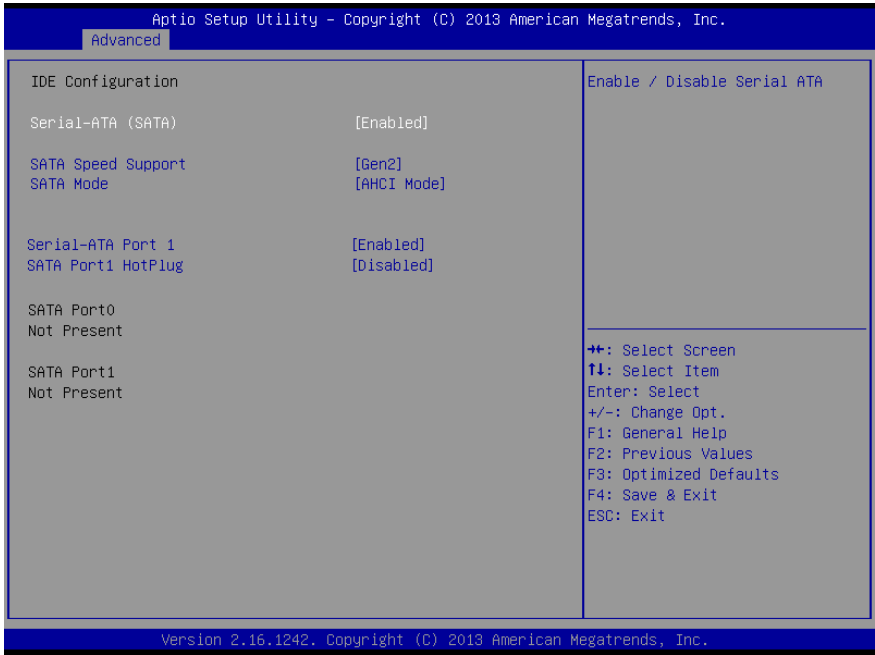 Aptio Setup Utility – Copyright (C) 2013 American Megatrends, Inc.
Advanced
IDE Configuration
Serial-ATA (SATA) [Enabled]
SATA Speed Support [Gen2]
SATA Mode [AHCI Mode]
Serial-ATA Port 1 [Enabled]
SATA Port1 HotPlug [Disabled]
SATA Port0
Not Present
SATA Port1
Not Present
Enable / Disable Serial ATA
→←: Select Screen
↑↓: Select Item
Enter: Select
+/-: Change Opt.
F1: General Help
F2: Previous Values
F3: Optimized Defaults
F4: Save & Exit
ESC: Exit
Version 2.16.1242. Copyright (C) 2013 American Megatrends, Inc.